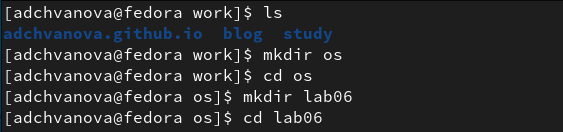 [adchvanova@fedora work]$ ls
adchvanova.github.io  blog  study
[adchvanova@fedora work]$ mkdir os
[adchvanova@fedora work]$ cd os
[adchvanova@fedora os]$ mkdir lab06
[adchvanova@fedora os]$ cd lab06